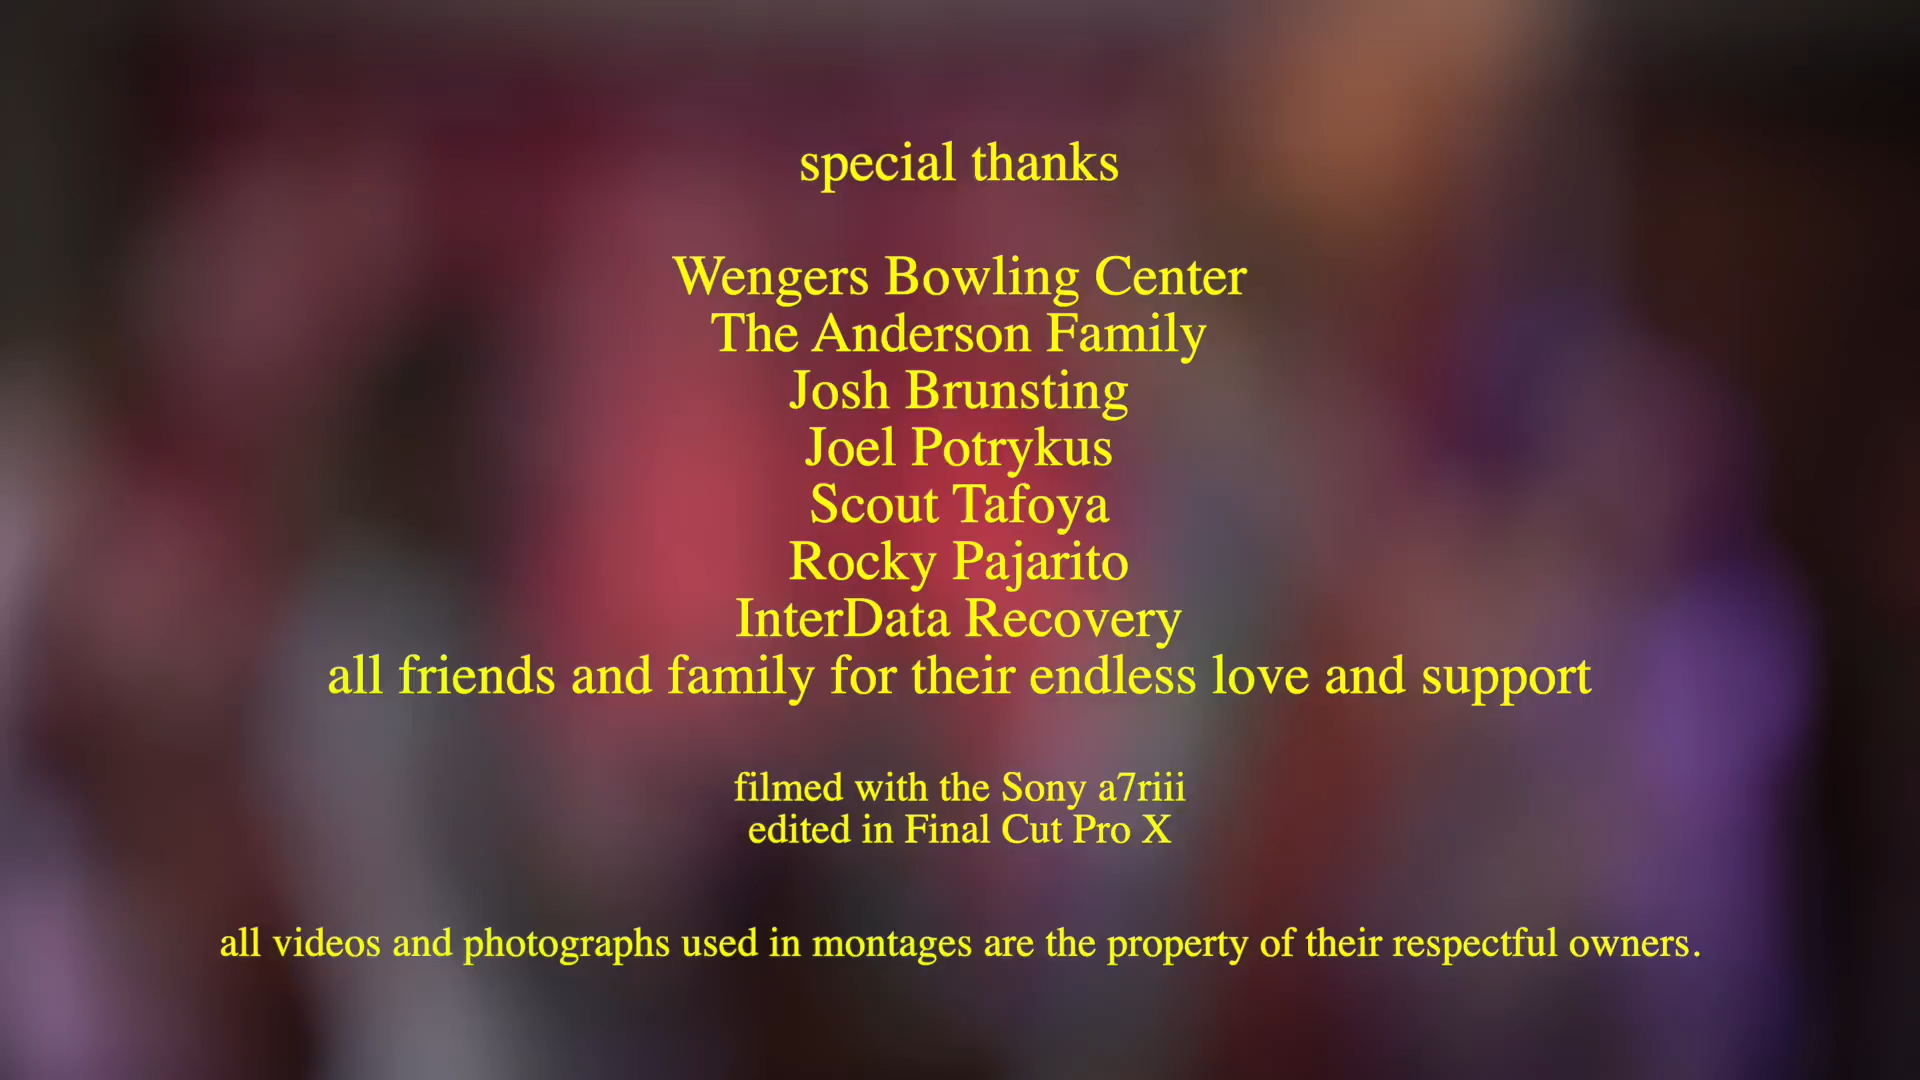 special thanks
Wengers Bowling Center
The Anderson Family
Josh Brunsting
Joel Potrykus
Scout Tafoya
Rocky Pajarito
InterData Recovery
all friends and family for their endless love and support
filmed with the Sony a7riii
edited in Final Cut Pro X
all videos and photographs used in montages are the property of their respectful owners.